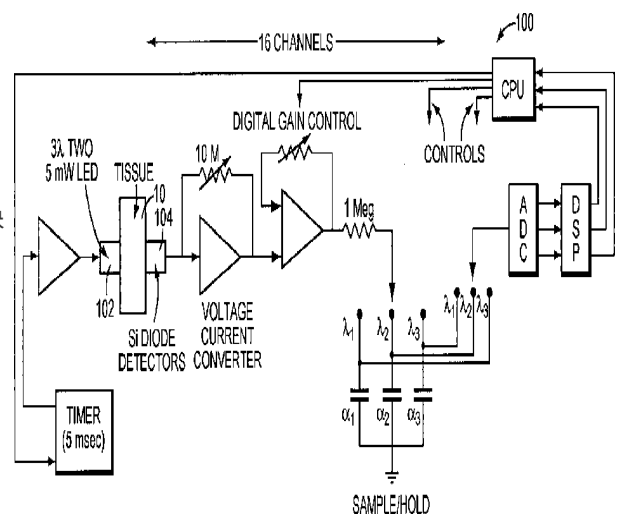 16 CHANNELS
100
CPU
DIGITAL GAIN CONTROL
CONTROLS
3λ TWO
5 mW LED
TISSUE
10
104
10 M
1 Meg
A
D
C
D
S
P
102
Si DIODE
DETECTORS
VOLTAGE
CURRENT
CONVERTER
λ1
λ2
λ3
λ1
λ2
λ3
α1
α2
α3
TIMER
(5 msec)
SAMPLE/HOLD